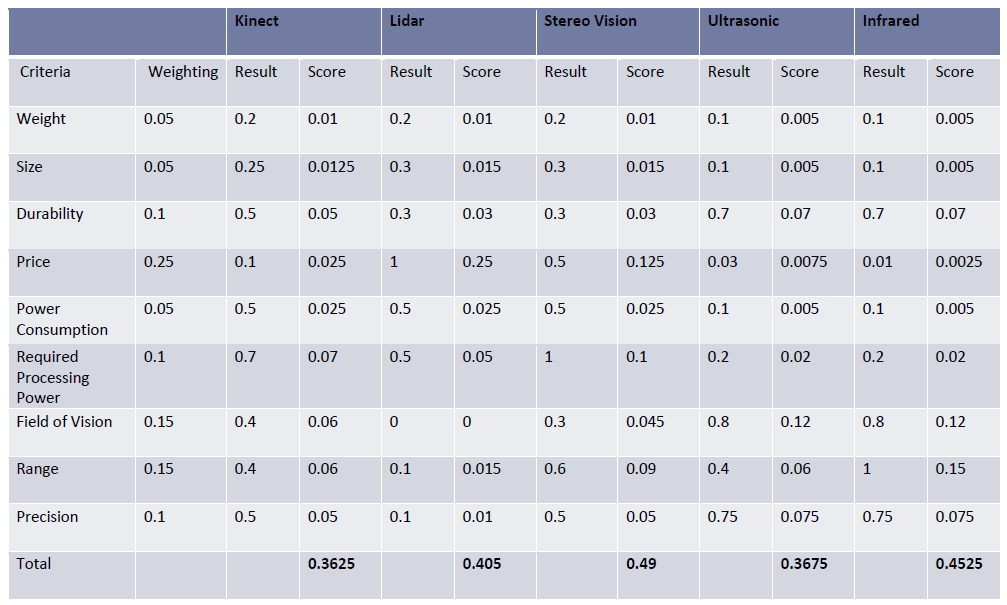 Kinect Lidar Stereo Vision Ultrasonic Infrared
Criteria Weighting Result Score Result Score Result Score Result Score Result Score
Weight 0.05 0.2 0.01 0.2 0.01 0.2 0.01 0.1 0.005 0.1 0.005
Size 0.05 0.25 0.0125 0.3 0.015 0.3 0.015 0.1 0.005 0.1 0.005
Durability 0.1 0.5 0.05 0.3 0.03 0.3 0.03 0.7 0.07 0.7 0.07
Price 0.25 0.1 0.025 1 0.25 0.5 0.125 0.03 0.0075 0.01 0.0025
Power 0.05 0.5 0.025 0.5 0.025 0.5 0.025 0.1 0.005 0.1 0.005
Consumption
Required 0.1 0.7 0.07 0.5 0.05 1 0.1 0.2 0.02 0.2 0.02
Processing
Power
Field of Vision 0.15 0.4 0.06 0 0 0.3 0.045 0.8 0.12 0.8 0.12
Range 0.15 0.4 0.06 0.1 0.015 0.6 0.09 0.4 0.06 1 0.15
Precision 0.1 0.5 0.05 0.1 0.01 0.5 0.05 0.75 0.075 0.75 0.075
Total 0.3625 0.405 0.49 0.3675 0.4525